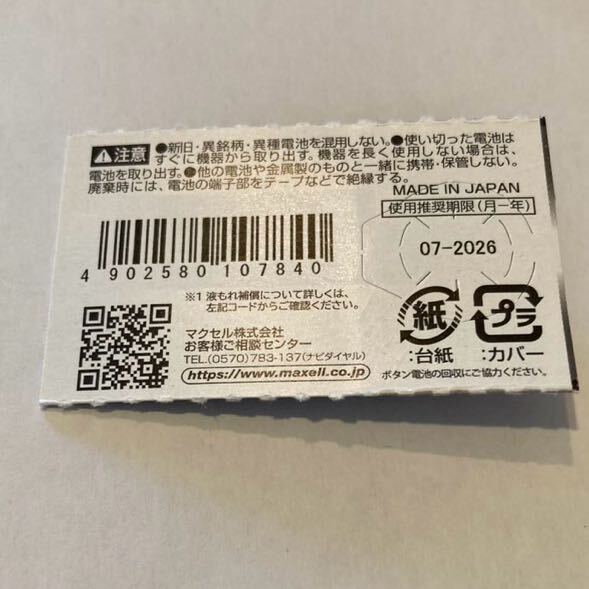 注意 ●新旧・異銘柄・異種電池を混用しない。●使い切った電池は
すぐに機器から取り出す。機器を長く使用しない場合は、
電池を取り出す。●他の電池や金属製のものと一緒に携帯・保管しない。
廃棄時には、電池の端子部をテープなどで絶縁する。
MADE IN JAPAN
使用推奨期限(月−年)
07-2026
4 902580 107840
※1 液もれ補償について詳しくは、
左記コードからご確認ください。
マクセル株式会社
お客様ご相談センター
TEL.(0570)783-137(ナビダイヤル)
https://www.maxell.co.jp
紙
:台紙
プラ
:カバー
ボタン電池の回収にご協力ください。